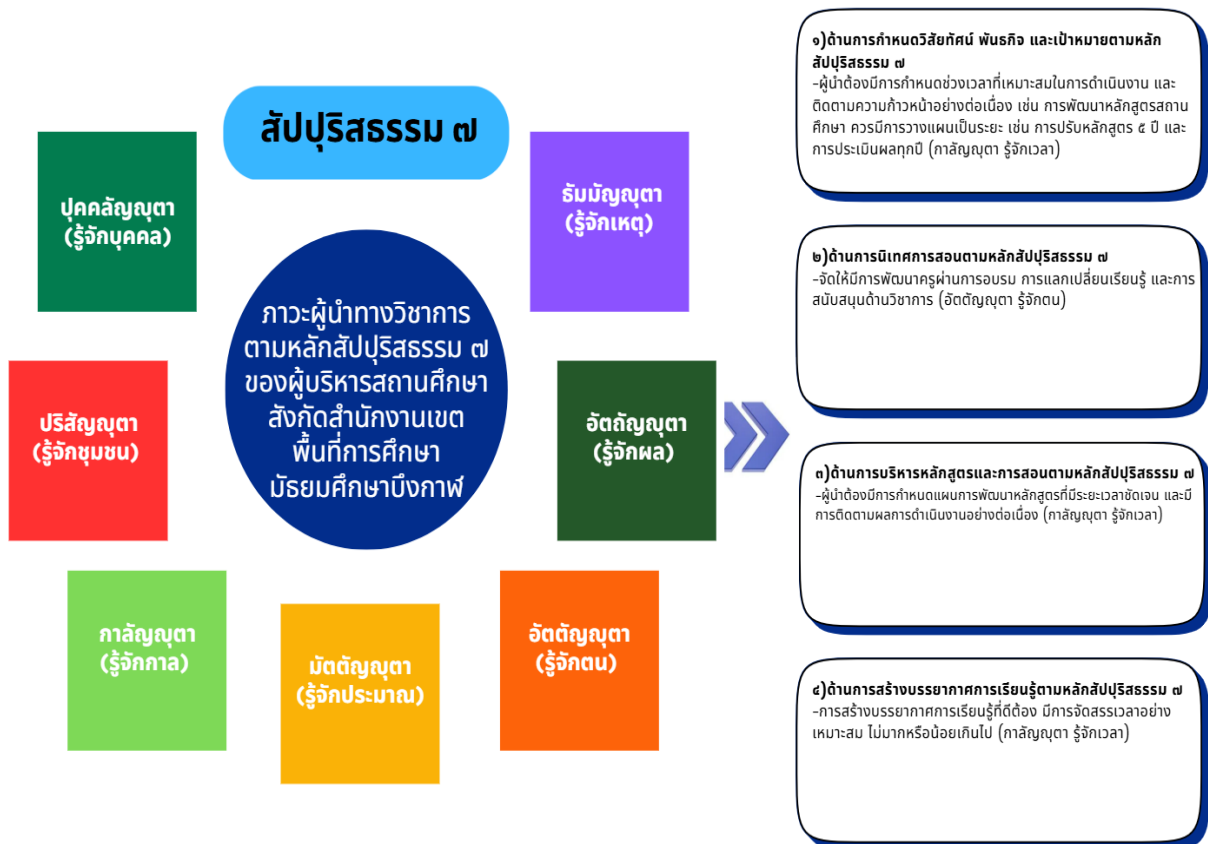 สัปปุริสธรรม ๗
ปุคคลัญญุตา
(รู้จักบุคคล)
ธัมมัญญุตา
(รู้จักเหตุ)
ปริสัญญุตา
(รู้จักชุมชน)
ภาวะผู้นำทางวิชาการ
ตามหลักสัปปุริสธรรม ๗
ของผู้บริหารสถานศึกษา
สังกัดสำนักงานเขต
พื้นที่การศึกษา
มัธยมศึกษาบึงกาฬ
อัตถัญญุตา
(รู้จักผล)
กาลัญญุตา
(รู้จักกาล)
มัตตัญญุตา
(รู้จักประมาณ)
อัตตัญญุตา
(รู้จักตน)
๑)ด้านการกำหนดวิสัยทัศน์ พันธกิจ และเป้าหมายตามหลัก
สัปปุริสธรรม ๗
-ผู้นำต้องมีการกำหนดช่วงเวลาที่เหมาะสมในการดำเนินงาน และ
ติดตามความก้าวหน้าอย่างต่อเนื่อง เช่น การพัฒนาหลักสูตรสถาน
ศึกษา ควรมีการวางแผนเป็นระยะ เช่น การปรับหลักสูตร ๕ ปี และ
การประเมินผลทุกปี (กาลัญญุตา รู้จักเวลา)
๒)ด้านการนิเทศการสอนตามหลักสัปปุริสธรรม ๗
-จัดให้มีการพัฒนาครูผ่านการอบรม การแลกเปลี่ยนเรียนรู้ และการ
สนับสนุนด้านวิชาการ (อัตตัญญุตา รู้จักตน)
๓)ด้านการบริหารหลักสูตรและการสอนตามหลักสัปปุริสธรรม ๗
-ผู้นำต้องมีการกำหนดแผนการพัฒนาหลักสูตรที่มีระยะเวลาชัดเจน และมี
การติดตามผลการดำเนินงานอย่างต่อเนื่อง (กาลัญญุตา รู้จักเวลา)
๔)ด้านการสร้างบรรยากาศการเรียนรู้ตามหลักสัปปุริสธรรม ๗
-การสร้างบรรยากาศการเรียนรู้ที่ดีต้อง มีการจัดสรรเวลาอย่าง
เหมาะสม ไม่มากหรือน้อยเกินไป (กาลัญญุตา รู้จักเวลา)